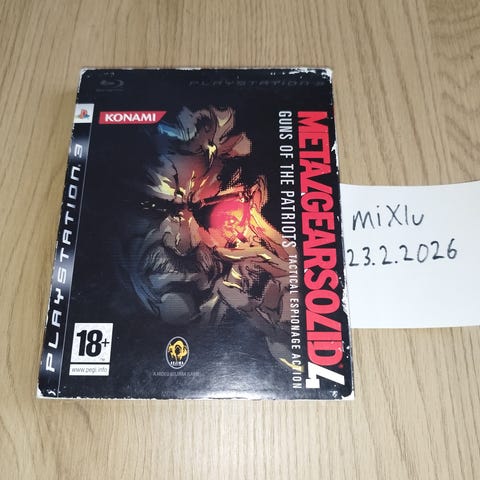 PLAYSTATION 3
PLAYSTATION 3
KONAMI
METAL GEAR SOLID 4
GUNS OF THE PATRIOTS
TACTICAL ESPIONAGE ACTION
18+
www.pegi.info
A HIDEO KOJIMA GAME
miXlu
23.2.2026